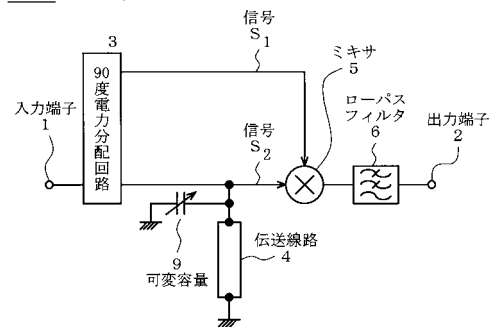 3
90度電力分配回路
入力端子
1
信号
S1
信号
S2
ミキサ
5
ローパス
フィルタ
6
出力端子
2
9
可変容量
伝送線路
4